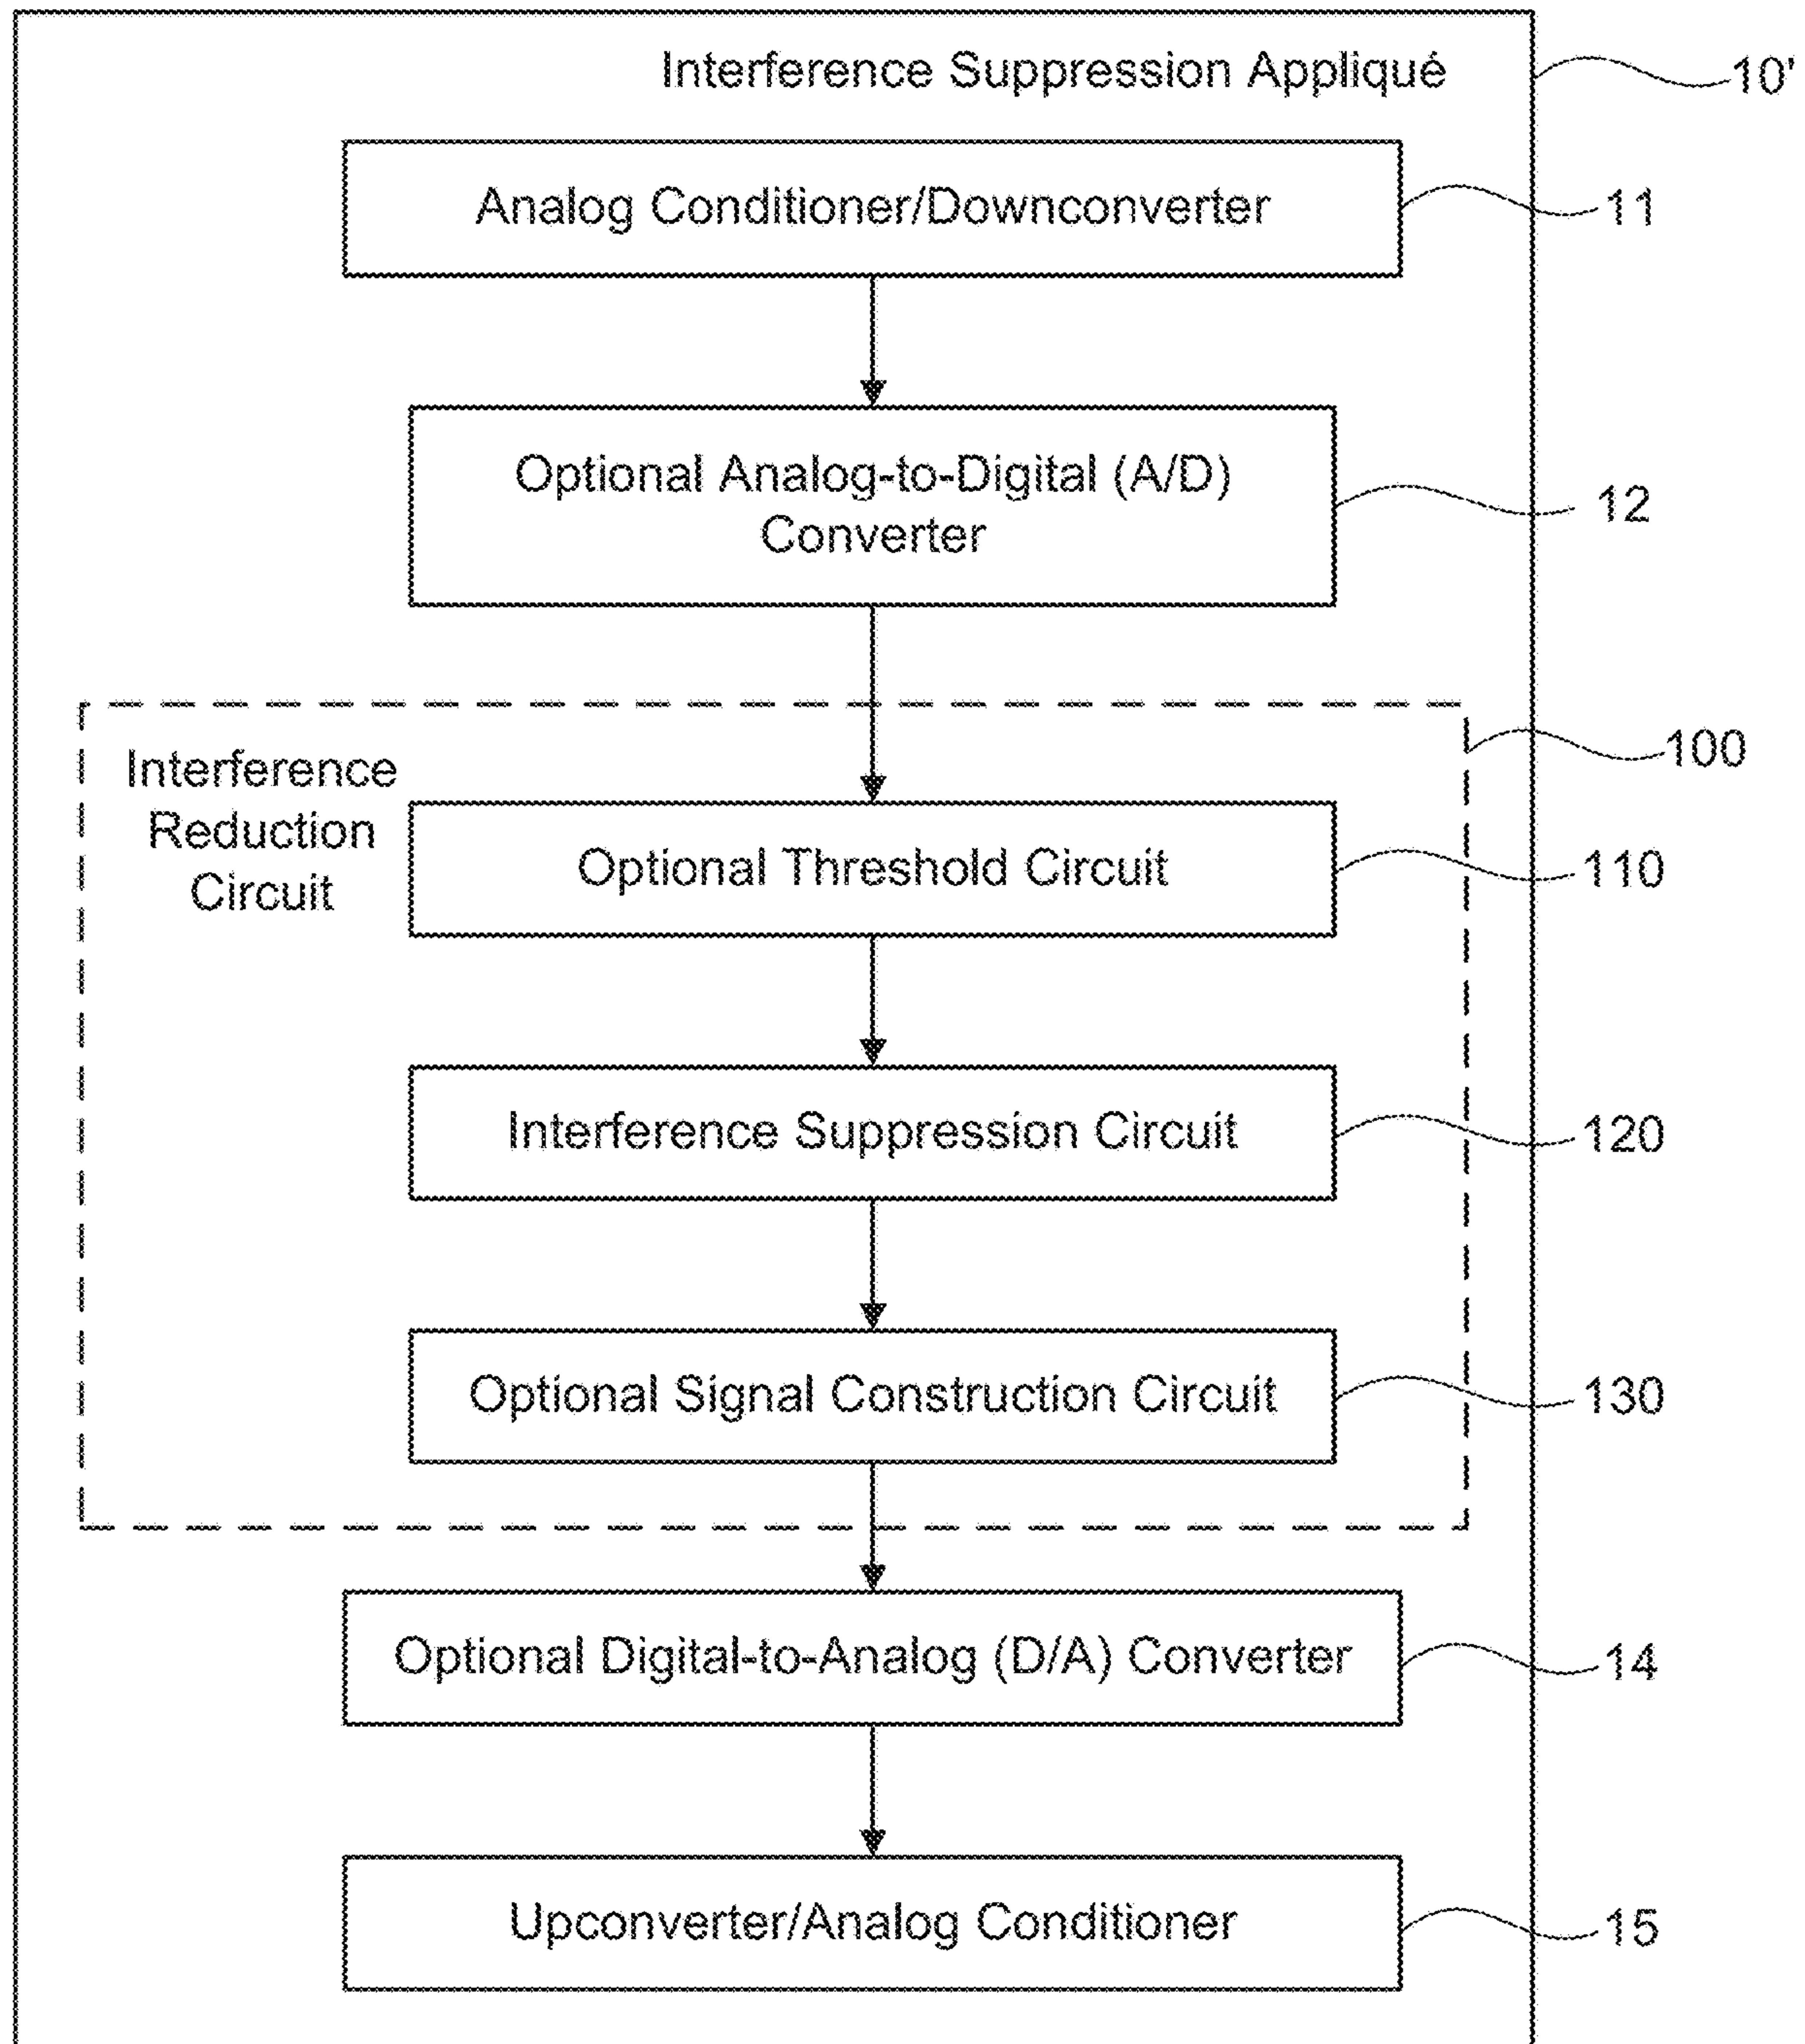 Interference Suppression Appliqué
10'
Analog Conditioner/Downconverter
11
Optional Analog-to-Digital (A/D)
Converter
12
Interference
Reduction
Circuit
100
Optional Threshold Circuit
110
Interference Suppression Circuit
120
Optional Signal Construction Circuit
130
Optional Digital-to-Analog (D/A) Converter
14
Upconverter/Analog Conditioner
15